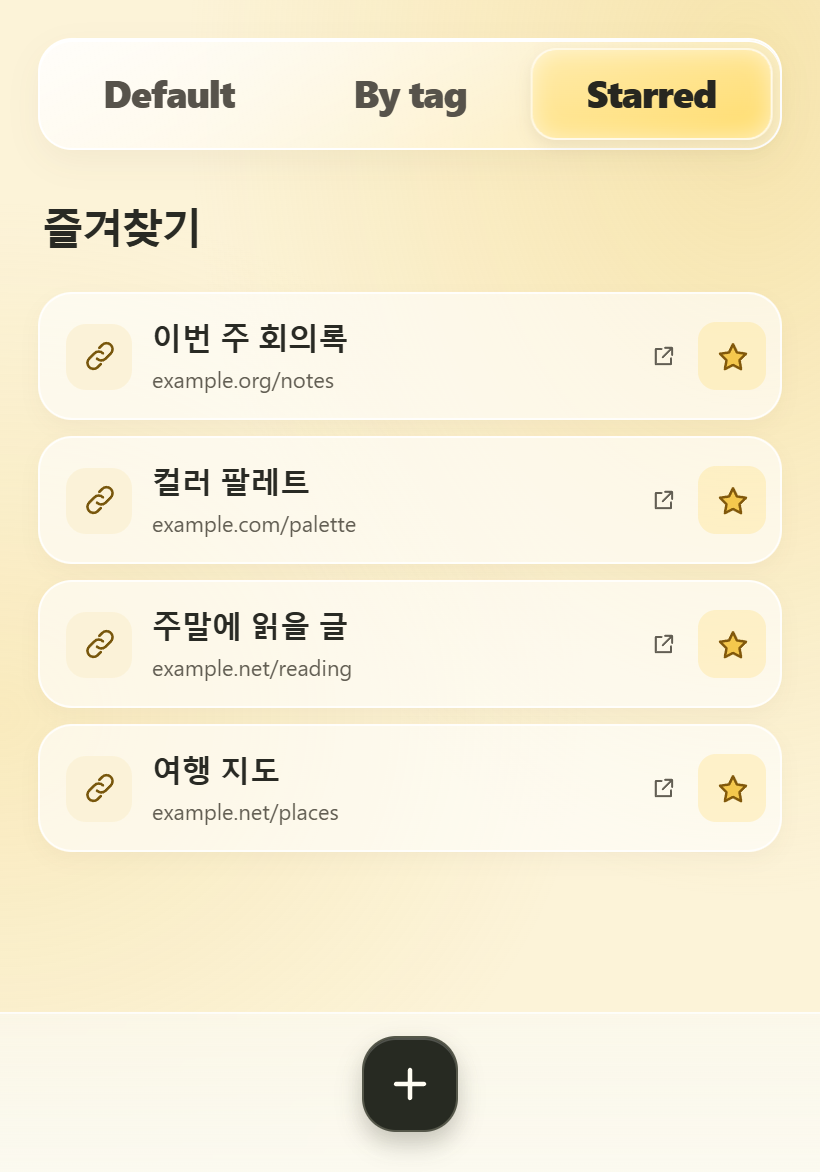 Default
By tag
Starred
즐겨찾기
이번 주 회의록
example.org/notes
컬러 팔레트
example.com/palette
주말에 읽을 글
example.net/reading
여행 지도
example.net/places